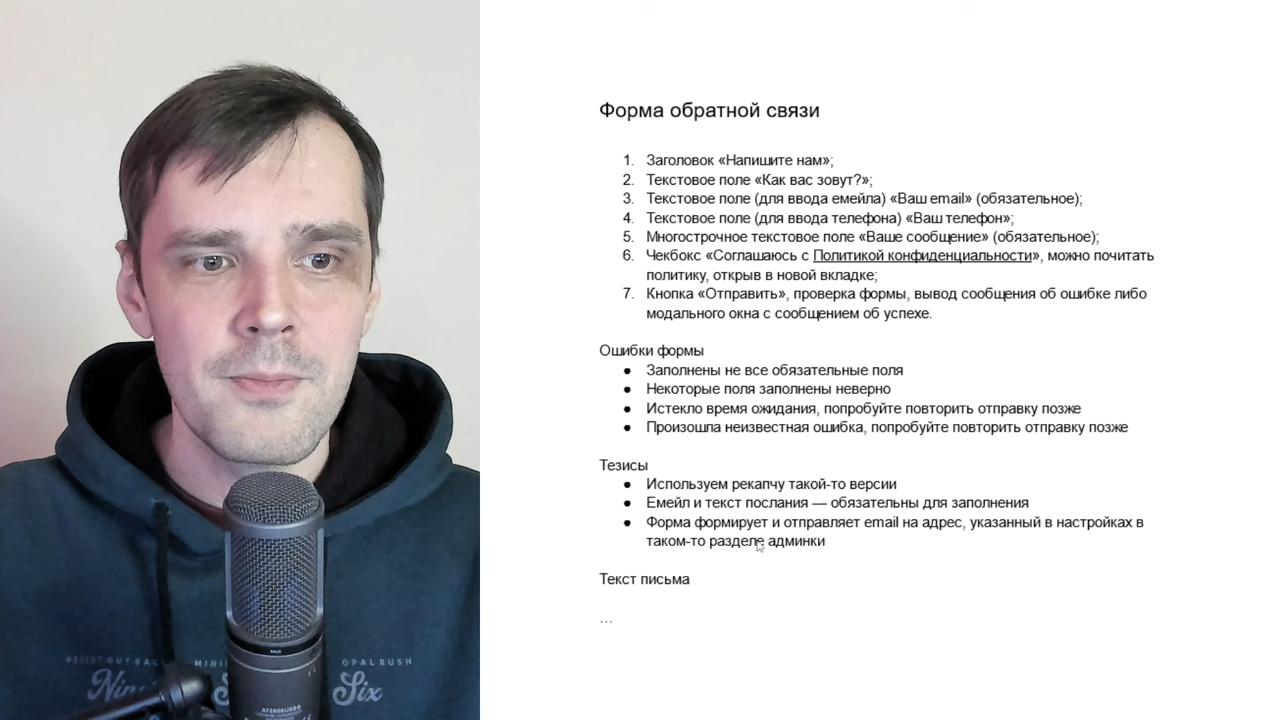 Форма обратной связи
1. Заголовок «Напишите нам»;
2. Текстовое поле «Как вас зовут?»;
3. Текстовое поле (для ввода емейла) «Ваш email» (обязательное);
4. Текстовое поле (для ввода телефона) «Ваш телефон»;
5. Многострочное текстовое поле «Ваше сообщение» (обязательное);
6. Чекбокс «Соглашаюсь с Политикой конфиденциальности», можно почитать
политику, открыв в новой вкладке;
7. Кнопка «Отправить», проверка формы, вывод сообщения об ошибке либо
модального окна с сообщением об успехе.
Ошибки формы
● Заполнены не все обязательные поля
● Некоторые поля заполнены неверно
● Истекло время ожидания, попробуйте повторить отправку позже
● Произошла неизвестная ошибка, попробуйте повторить отправку позже
Тезисы
● Используем рекапчу такой-то версии
● Емейл и текст послания — обязательны для заполнения
● Форма формирует и отправляет email на адрес, указанный в настройках в
таком-то разделе админки
Текст письма
...
OPAL RUSH
Six